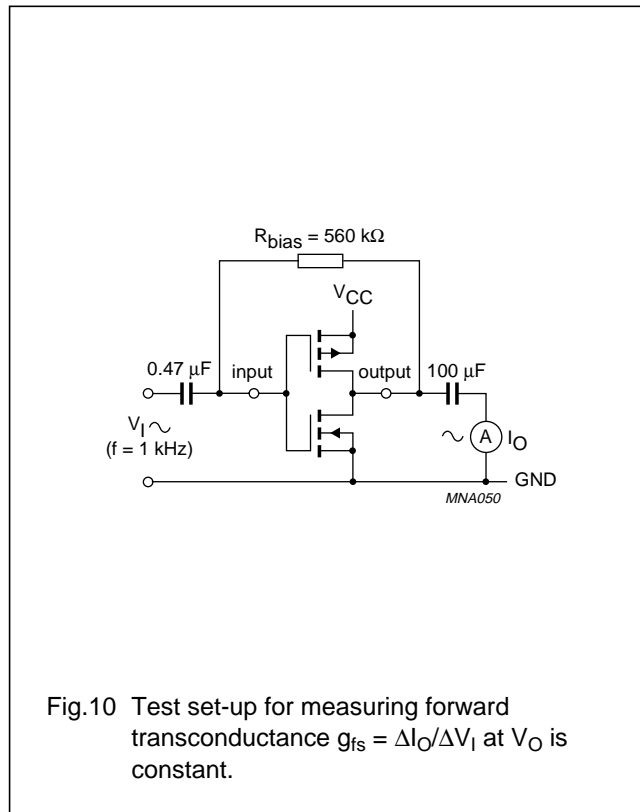 R_bias = 560 kΩ
V_CC
0.47 μF
input
output
100 μF
V_I ~
(f = 1 kHz)
~
A
I_O
GND
MNA050
Fig.10 Test set-up for measuring forward
transconductance g_fs = ΔI_O/ΔV_I at V_O is
constant.